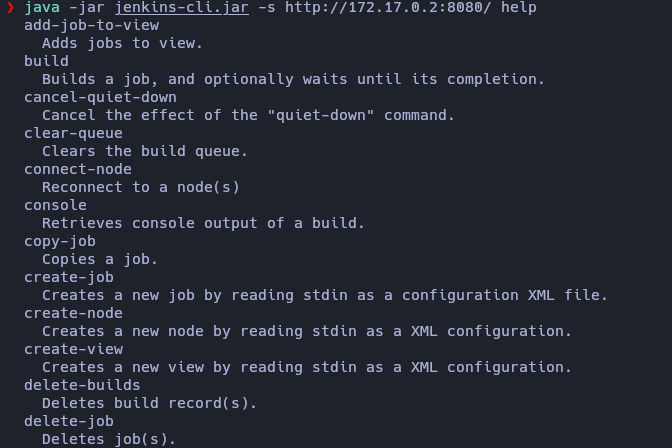 ❯ java -jar jenkins-cli.jar -s http://172.17.0.2:8080/ help
add-job-to-view
Adds jobs to view.
build
Builds a job, and optionally waits until its completion.
cancel-quiet-down
Cancel the effect of the "quiet-down" command.
clear-queue
Clears the build queue.
connect-node
Reconnect to a node(s)
console
Retrieves console output of a build.
copy-job
Copies a job.
create-job
Creates a new job by reading stdin as a configuration XML file.
create-node
Creates a new node by reading stdin as a XML configuration.
create-view
Creates a new view by reading stdin as a XML configuration.
delete-builds
Deletes build record(s).
delete-job
Deletes job(s).